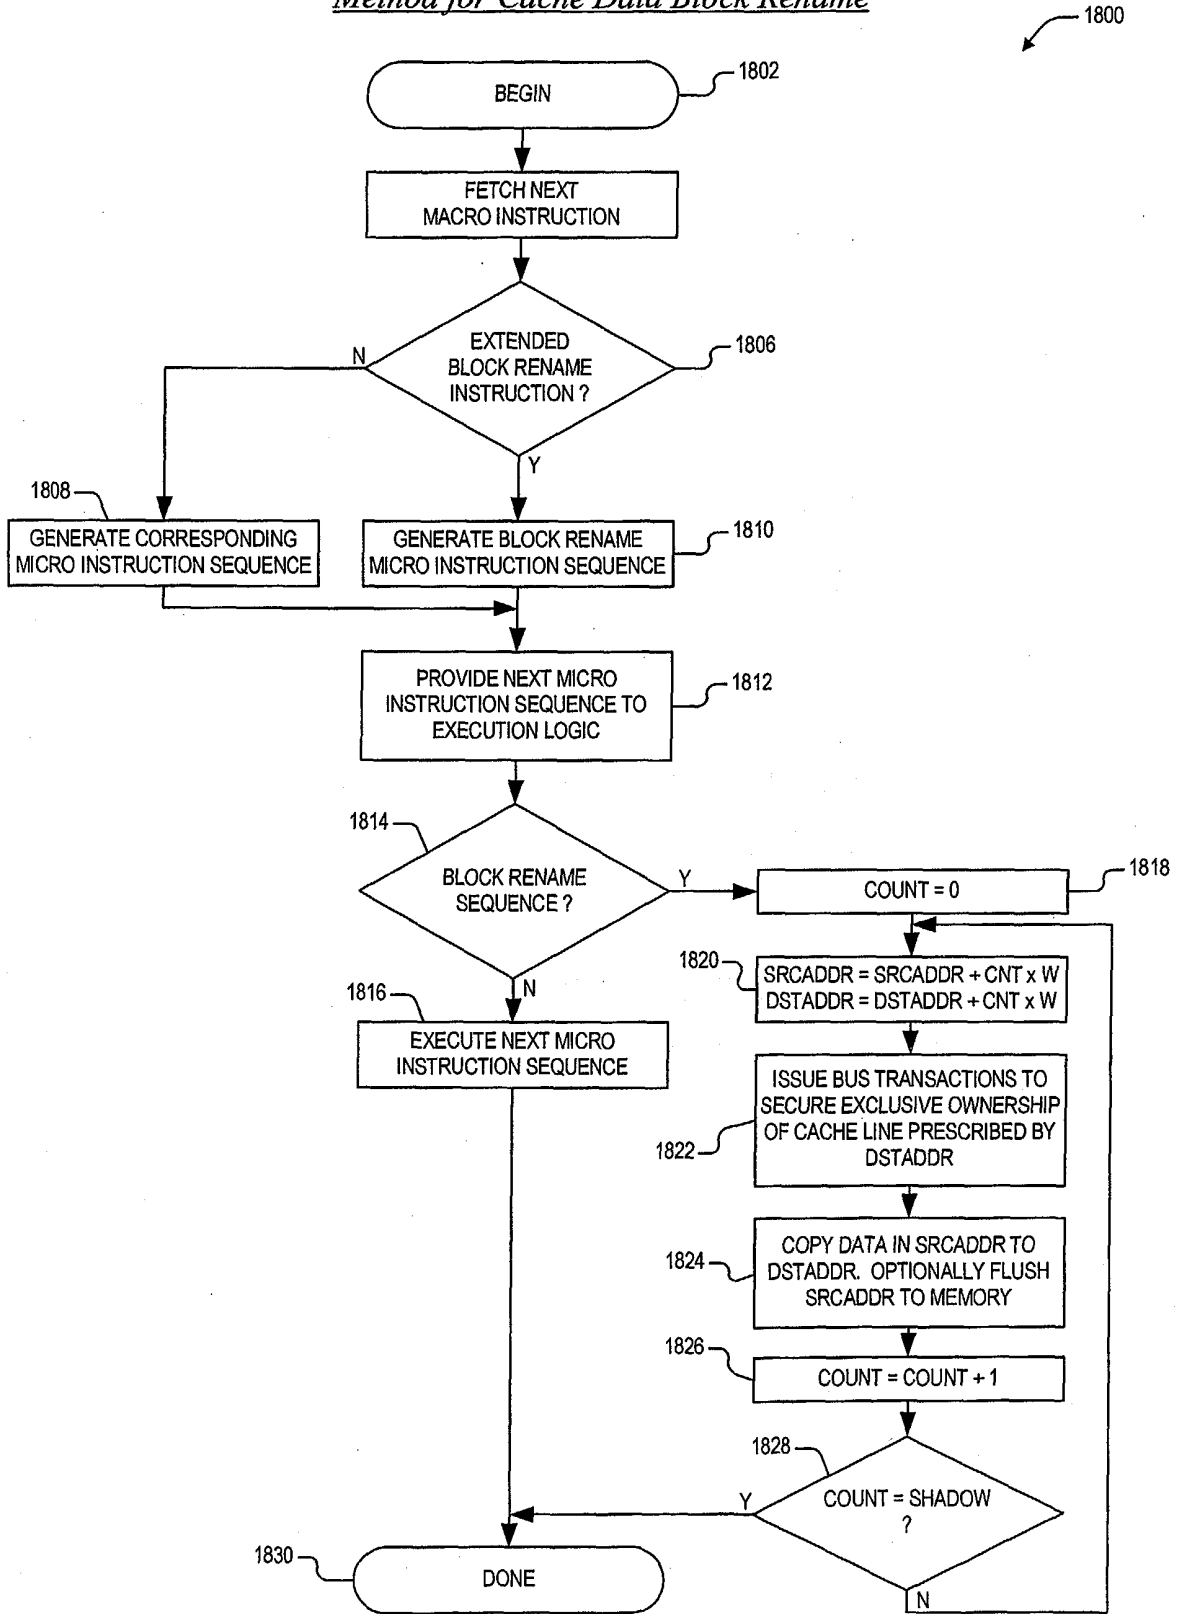 Method for Cache Data Block Rename
1800
BEGIN
1802
FETCH NEXT
MACRO INSTRUCTION
EXTENDED
BLOCK RENAME
INSTRUCTION ?
1806
N
Y
1808
GENERATE CORRESPONDING
MICRO INSTRUCTION SEQUENCE
GENERATE BLOCK RENAME
MICRO INSTRUCTION SEQUENCE
1810
PROVIDE NEXT MICRO
INSTRUCTION SEQUENCE TO
EXECUTION LOGIC
1812
1814
BLOCK RENAME
SEQUENCE ?
Y
N
COUNT = 0
1818
1816
EXECUTE NEXT MICRO
INSTRUCTION SEQUENCE
1820
SRCADDR = SRCADDR + CNT x W
DSTADDR = DSTADDR + CNT x W
ISSUE BUS TRANSACTIONS TO
SECURE EXCLUSIVE OWNERSHIP
OF CACHE LINE PRESCRIBED BY
DSTADDR
1822
1824
COPY DATA IN SRCADDR TO
DSTADDR. OPTIONALLY FLUSH
SRCADDR TO MEMORY
1826
COUNT = COUNT + 1
1828
COUNT = SHADOW
?
Y
N
1830
DONE